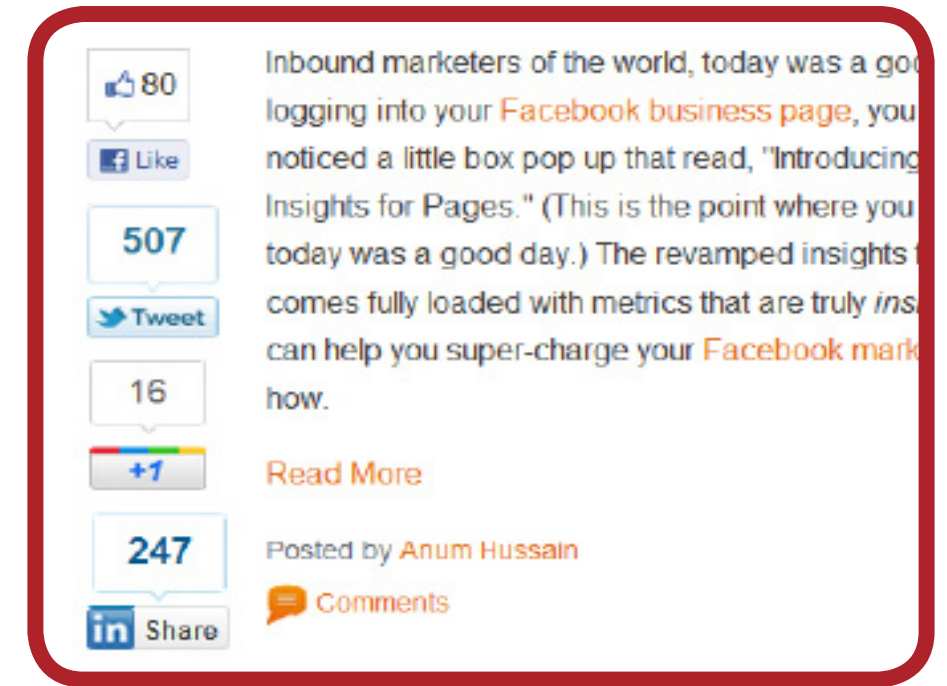 80
Like
507
Tweet
16
+1
247
in Share
Inbound marketers of the world, today was a
logging into your Facebook business page, you
noticed a little box pop up that read, "Introducing
Insights for Pages." (This is the point where you
today was a good day.) The revamped insights
comes fully loaded with metrics that are truly
can help you super-charge your Facebook
how.
Read More
Posted by Anum Hussain
Comments